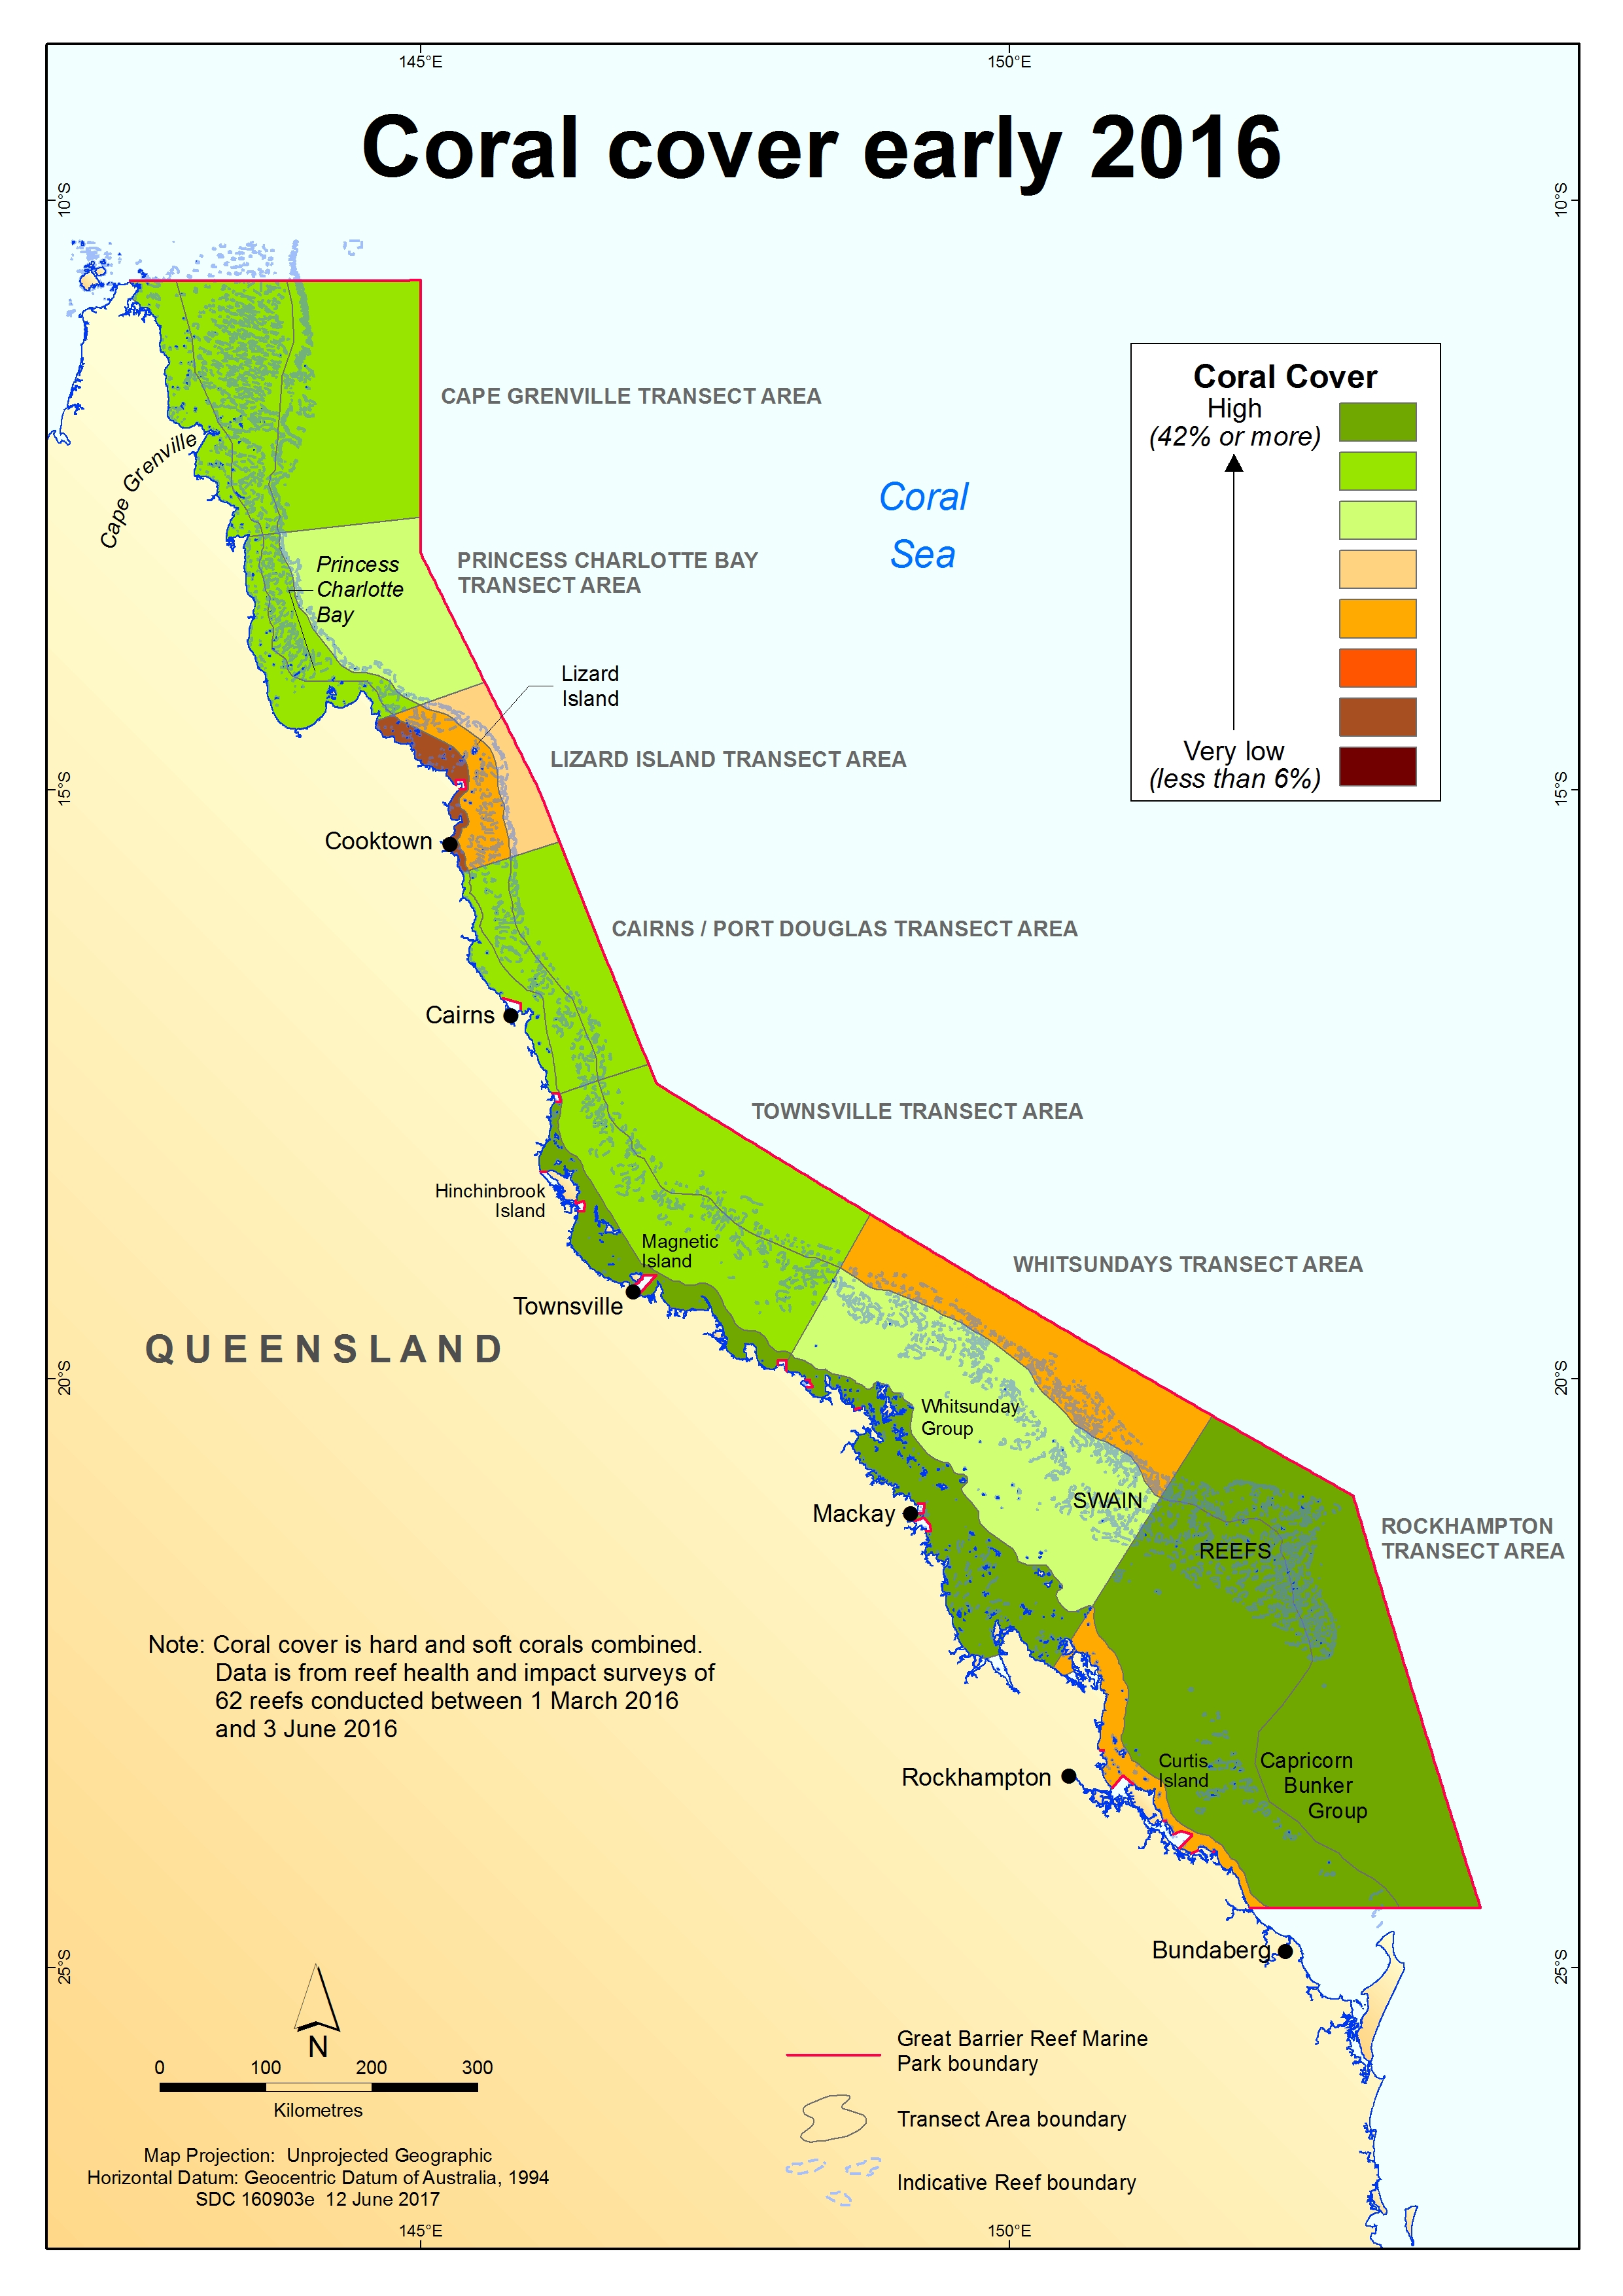 145°E
150°E
Coral cover early 2016
10°S
10°S
CAPE GRENVILLE TRANSECT AREA
Coral Cover
High
(42% or more)
Cape Grenville
Coral
Sea
Princess
Charlotte
Bay
PRINCESS CHARLOTTE BAY
TRANSECT AREA
Lizard
Island
LIZARD ISLAND TRANSECT AREA
Very low
(less than 6%)
15°S
15°S
Cooktown
CAIRNS / PORT DOUGLAS TRANSECT AREA
Cairns
TOWNSVILLE TRANSECT AREA
Hinchinbrook
Island
Magnetic
Island
WHITSUNDAYS TRANSECT AREA
Townsville
QUEENSLAND
20°S
20°S
Whitsunday
Group
SWAIN
Mackay
REEFS
ROCKHAMPTON
TRANSECT AREA
Note: Coral cover is hard and soft corals combined.
Data is from reef health and impact surveys of
62 reefs conducted between 1 March 2016
and 3 June 2016
Rockhampton
Curtis
Island
Capricorn
Bunker
Group
Bundaberg
25°S
25°S
N
0 100 200 300
Kilometres
Great Barrier Reef Marine
Park boundary
Transect Area boundary
Indicative Reef boundary
Map Projection: Unprojected Geographic
Horizontal Datum: Geocentric Datum of Australia, 1994
SDC 160903e 12 June 2017
145°E
150°E